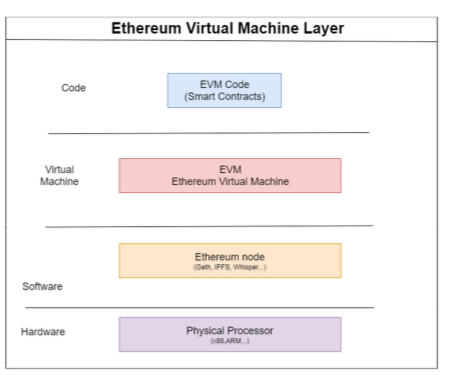 Ethereum Virtual Machine Layer
Code
EVM Code
(Smart Contracts)
Virtual
Machine
EVM
Ethereum Virtual Machine
Ethereum node
(Geth, IPFS, Whisper...)
Software
Hardware
Physical Processor
(x86,ARM...)